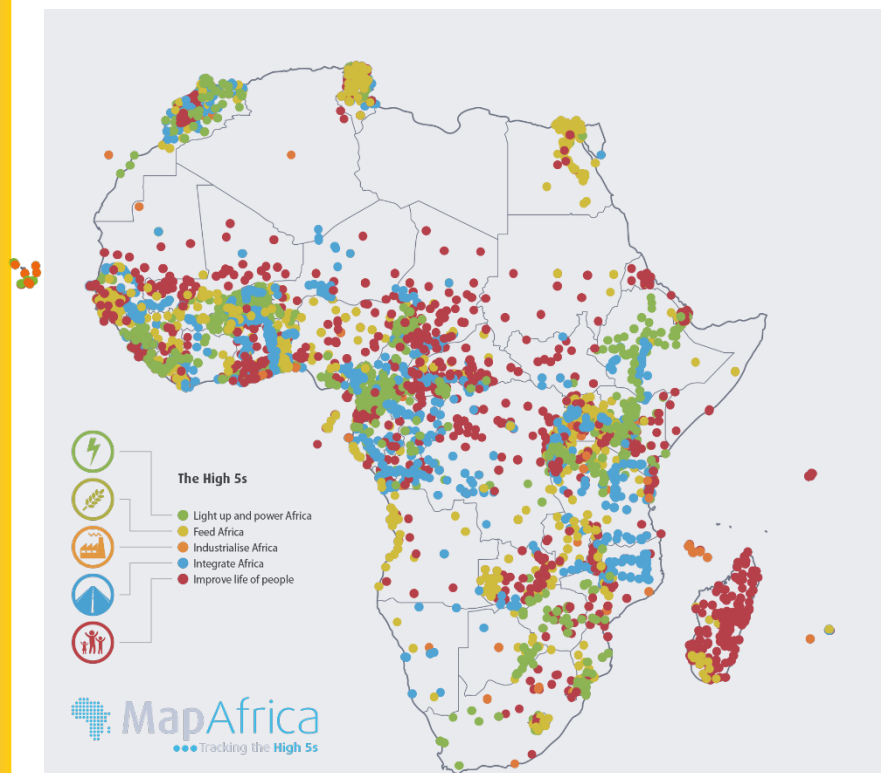 The High 5s
Light up and power Africa
Feed Africa
Industrialise Africa
Integrate Africa
Improve life of people
MapAfrica
Tracking the High 5s